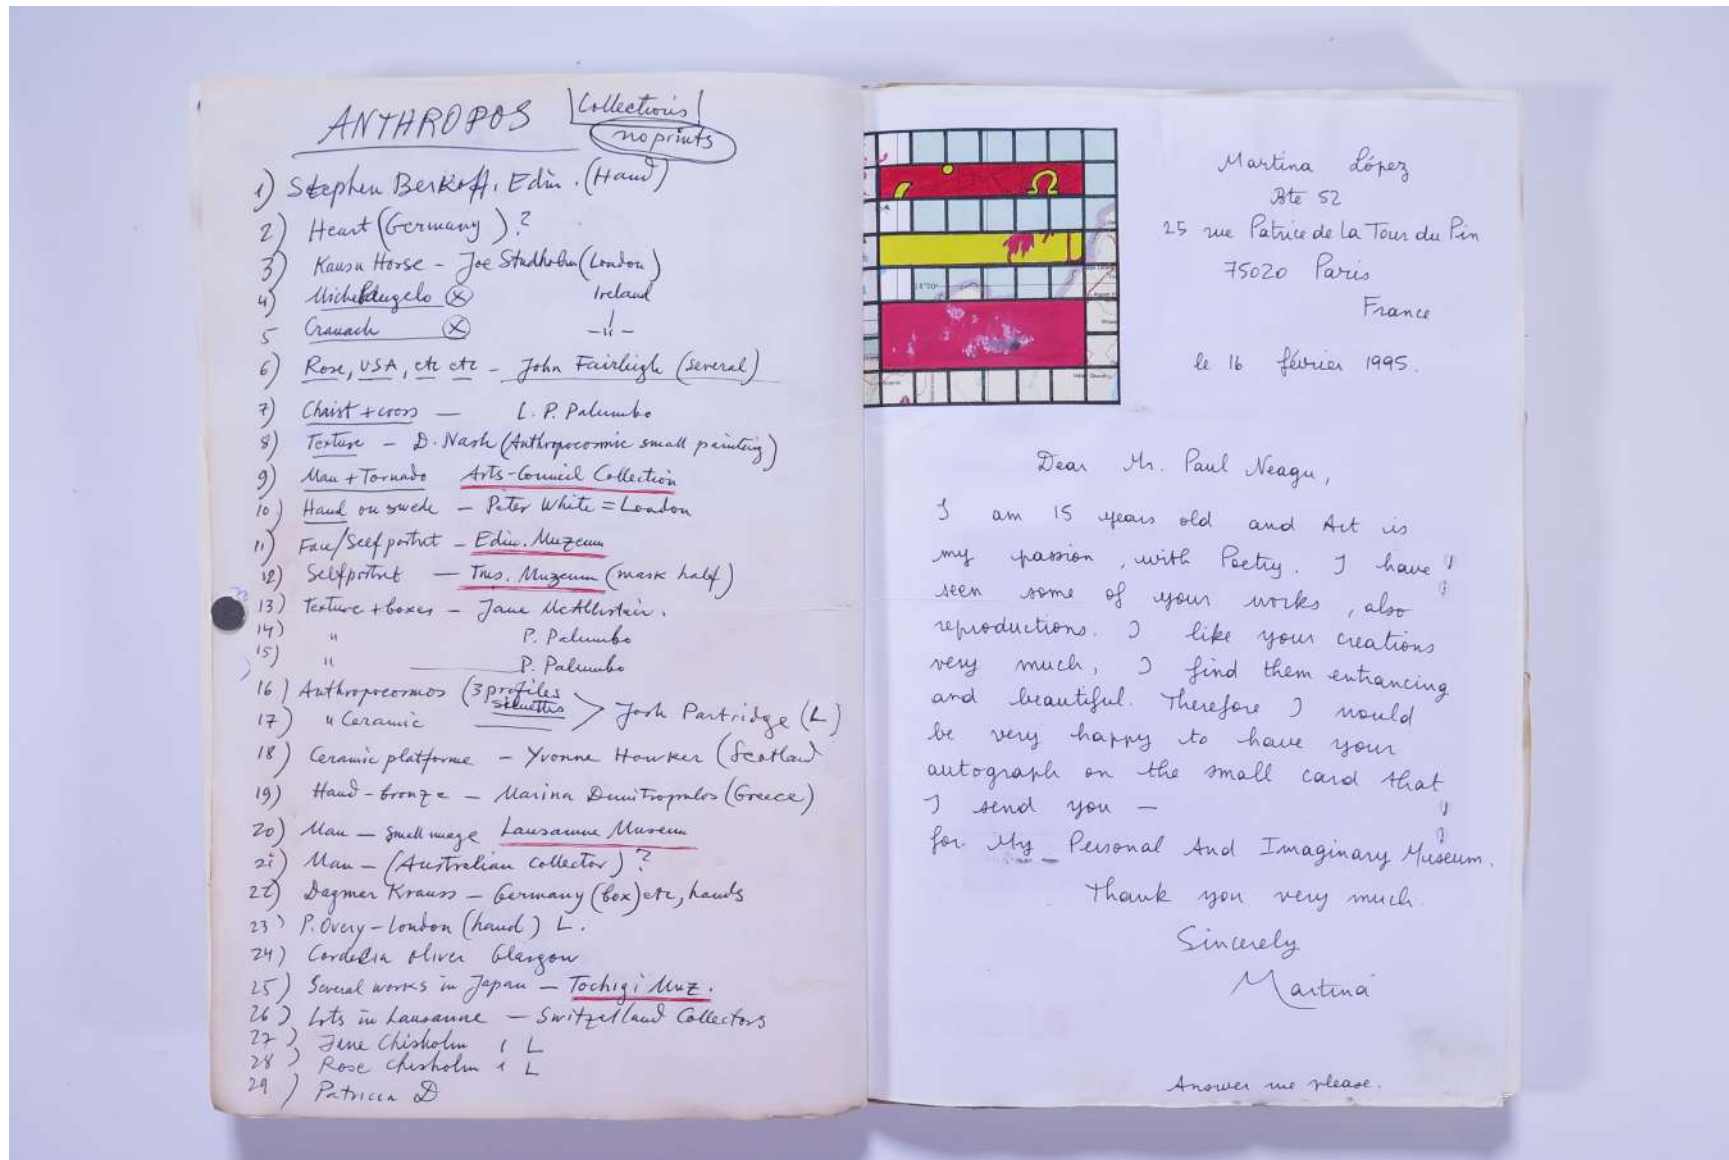 ANTHROPOS
Collections
no prints
1) Stephen Berkoff, Edin. (Hand)
2) Heart (Germany) ?
3) Horse - Joe Studholm (London)
4) Michelangelo ⊗ Ireland
5 Cranach ⊗ -"-
6) Rose, USA, etc etc - John Fairleigh (several)
7) Christ + cross - L. P. Palumbo
8) Texture - D. Nash (Anthropocosmic small painting)
9) Man + Tornado Arts-Council Collection
10) Hand on swede - Peter White = London
11) portret - Edin. Muzeum
12) Selfportret - Muzeum (mask half)
13) Texture + boxes - Jane McAllistair.
14) " P. Palumbo
15) " P. Palumbo
16) Anthropocosmos (3 profiles
siluettes
17) " Ceramic Josh Partridge (L)
18) Ceramic platforme - Yvonne Hawker (Scotland
19) Hand-bronze - Marina Dimitropulos (Greece)
20) Man - small image Lausanne Museum
21) Man - (Australian collector) ?
22) Dagmar Krauss - Germany (box) etc, hands
23) P. Overy - London (hand) L.
24) Cordelia Oliver Glasgow
25) Several works in Japan - Tochigi Muz.
26) Lots in Lausanne - Switzelland Collectors
27) Jane Chisholm L
28) Rose Chisholm L
29) Patricia D
Martina López
Bte 52
25 rue Patrice de La Tour du Pin
75020 Paris
France
le 16 février 1995.
Dear Mr. Paul Neagu,
I am 15 years old and Art is
my passion, with Poetry. I have
seen some of your works, also
reproductions. I like your creations
very much, I find them entrancing
and beautiful. Therefore I would
be very happy to have your
autograph on the small card that
I send you -
for My Personal And Imaginary Museum.
Thank you very much.
Sincerely
Martina
Answer me please.